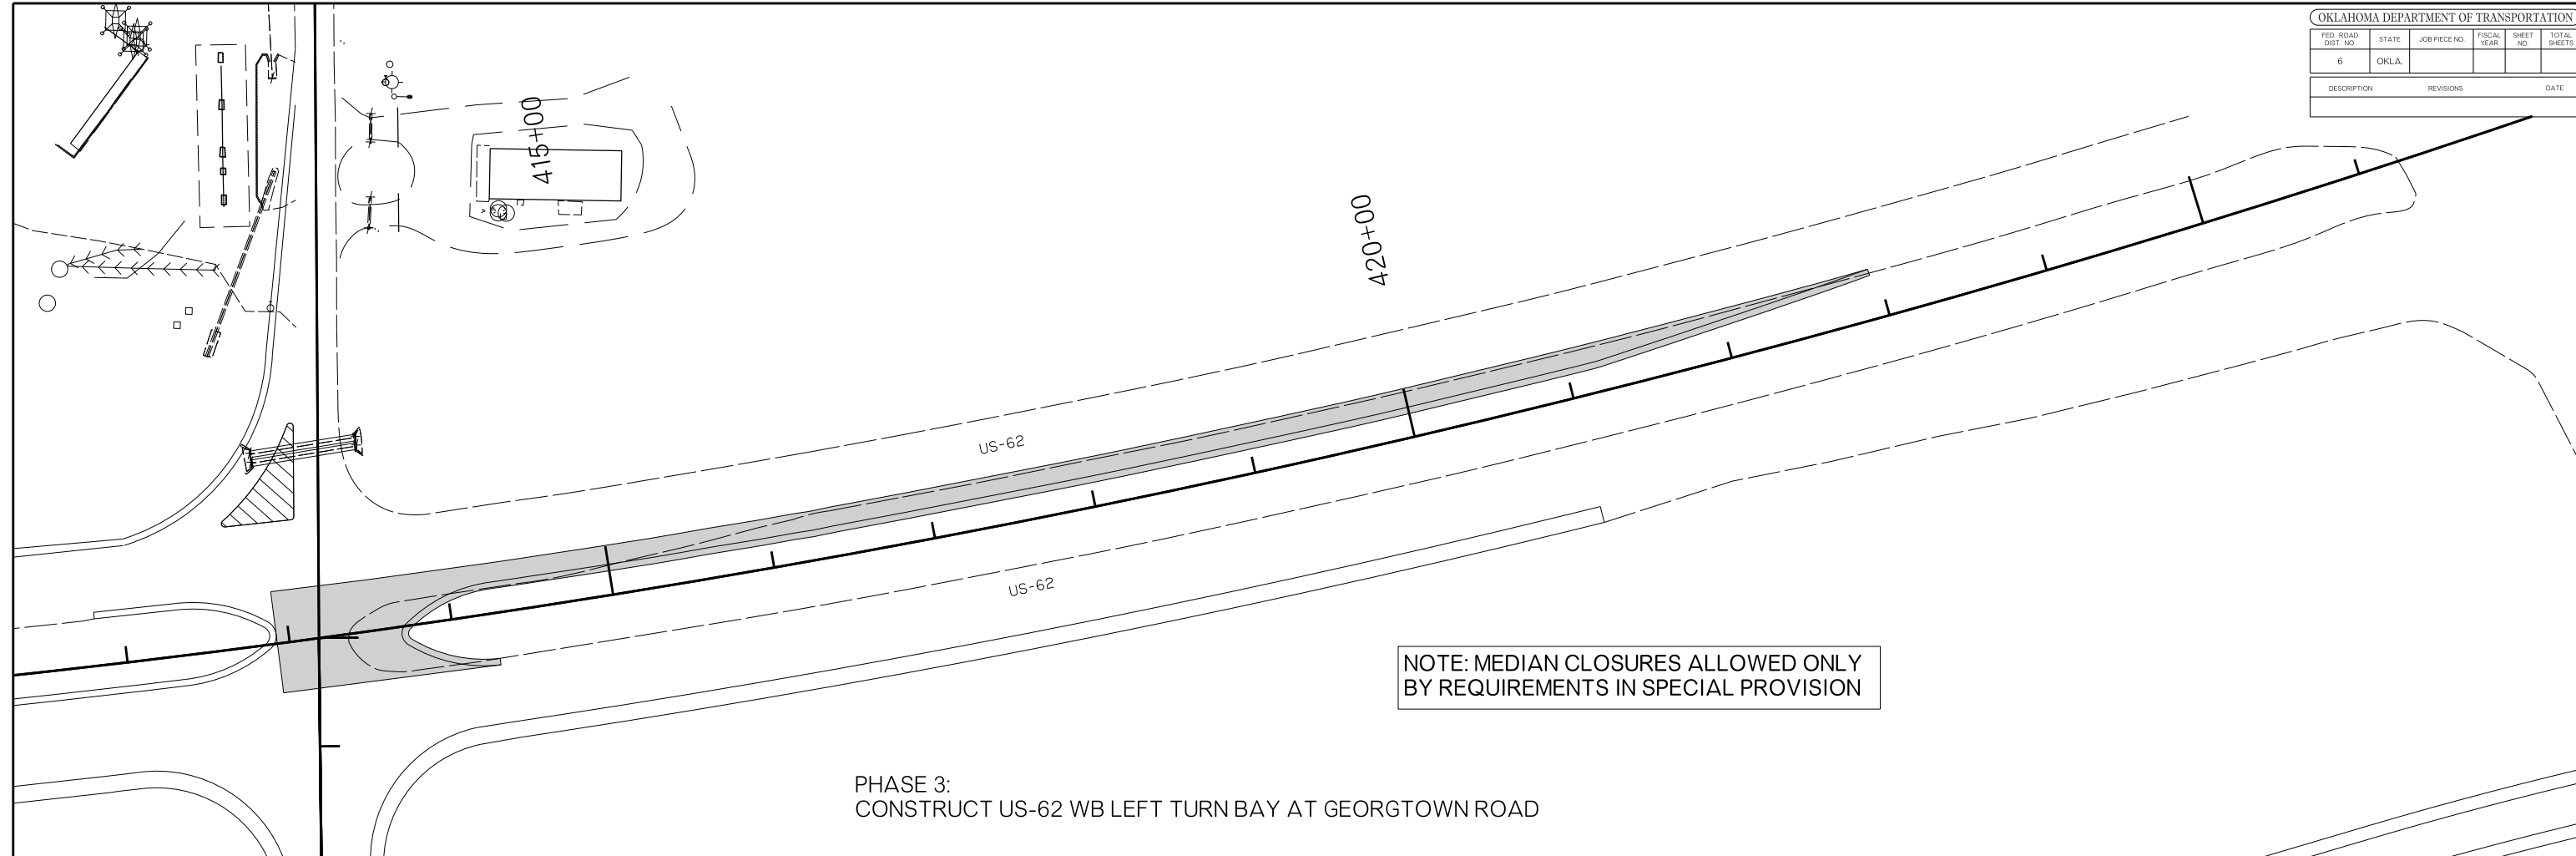 OKLAHOMA DEPARTMENT OF TRANSPORTATION
FED. ROAD DIST. NO. STATE JOB PIECE NO. FISCAL YEAR SHEET NO. TOTAL SHEETS
6 OKLA.
DESCRIPTION REVISIONS DATE
415+00
420+00
US-62
US-62
NOTE: MEDIAN CLOSURES ALLOWED ONLY
BY REQUIREMENTS IN SPECIAL PROVISION
PHASE 3:
CONSTRUCT US-62 WB LEFT TURN BAY AT GEORGTOWN ROAD